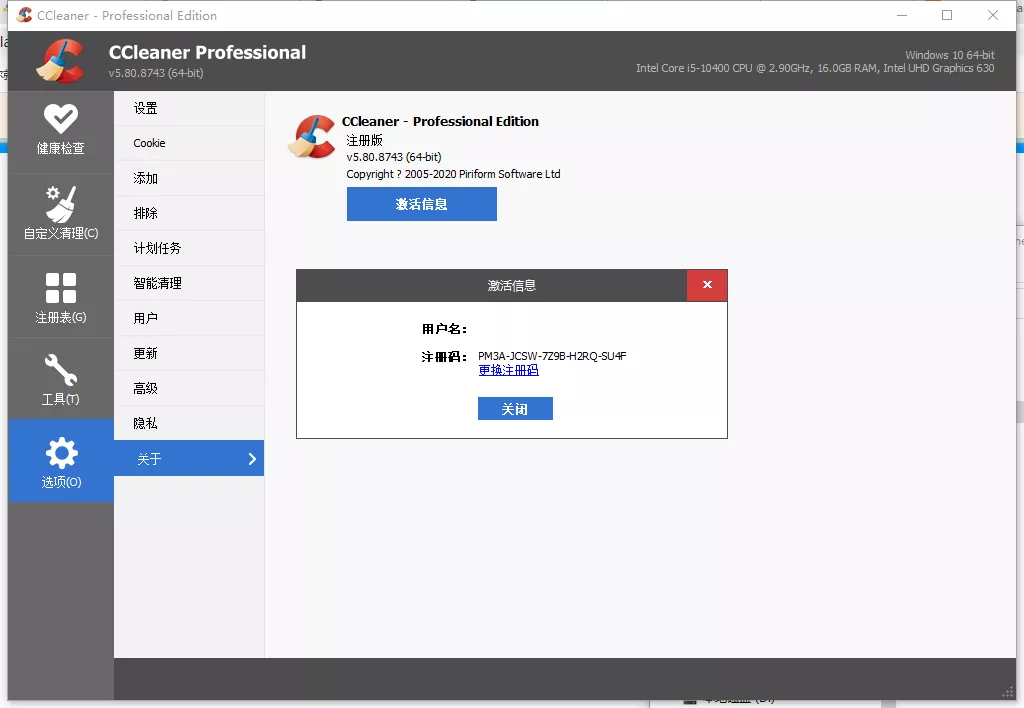 CCleaner - Professional Edition
CCleaner Professional
v5.80.8743 (64-bit)
Windows 10 64-bit
Intel Core i5-10400 CPU @ 2.90GHz, 16.0GB RAM, Intel UHD Graphics 630
健康检查
自定义清理(C)
注册表(G)
工具(T)
选项(O)
设置
Cookie
添加
排除
计划任务
智能清理
用户
更新
高级
隐私
关于
CCleaner - Professional Edition
注册版
v5.80.8743 (64-bit)
Copyright ? 2005-2020 Piriform Software Ltd
激活信息
激活信息
用户名:
注册码: PM3A-JCSW-7Z9B-H2RQ-SU4F
更换注册码
关闭